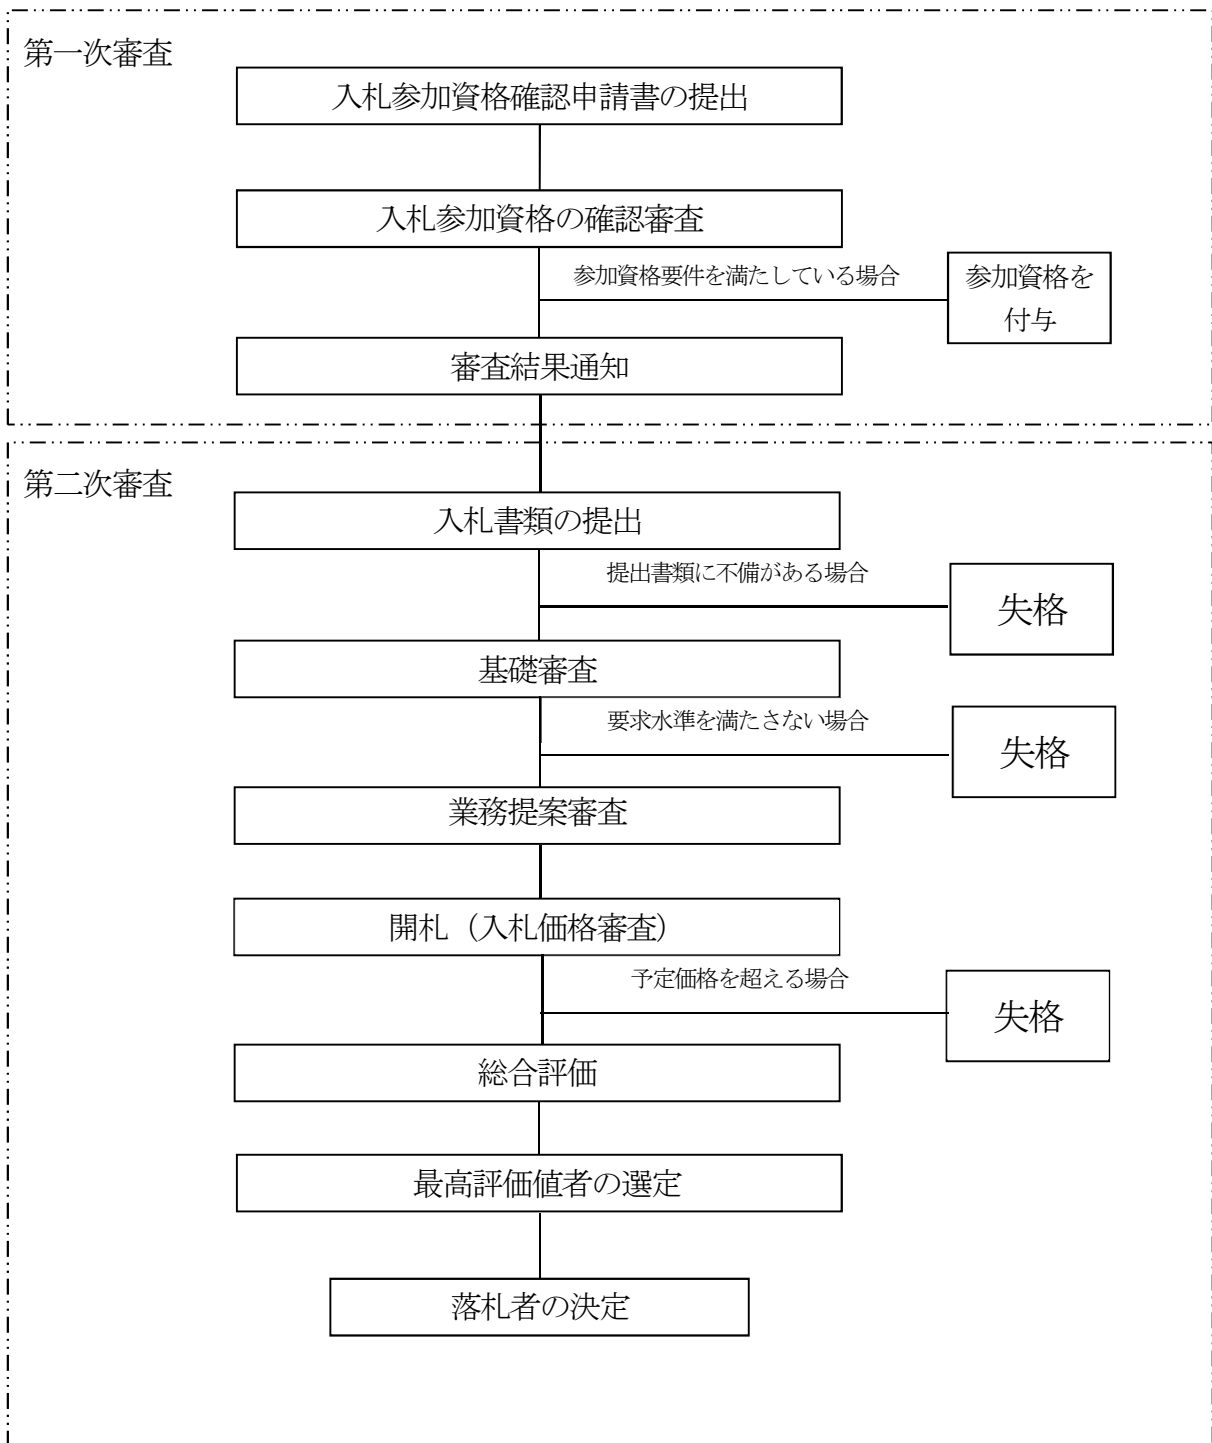 第一次審査
入札参加資格確認申請書の提出
入札参加資格の確認審査
参加資格要件を満たしている場合
参加資格を
付与
審査結果通知
第二次審査
入札書類の提出
提出書類に不備がある場合
失格
基礎審査
要求水準を満たさない場合
失格
業務提案審査
開札（入札価格審査）
予定価格を超える場合
失格
総合評価
最高評価値者の選定
落札者の決定